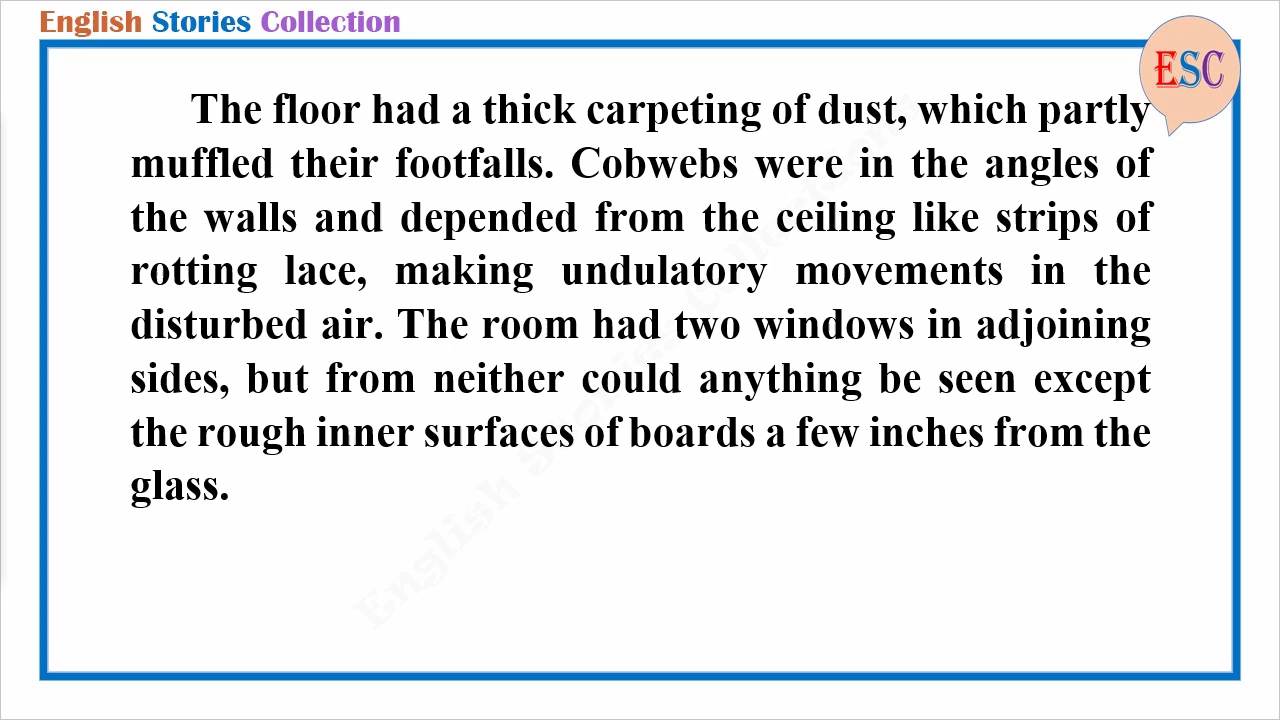 English Stories Collection
ESC
The floor had a thick carpeting of dust, which partly
muffled their footfalls. Cobwebs were in the angles of
the walls and depended from the ceiling like strips of
rotting lace, making undulatory movements in the
disturbed air. The room had two windows in adjoining
sides, but from neither could anything be seen except
the rough inner surfaces of boards a few inches from the
glass.
English Stories Collection